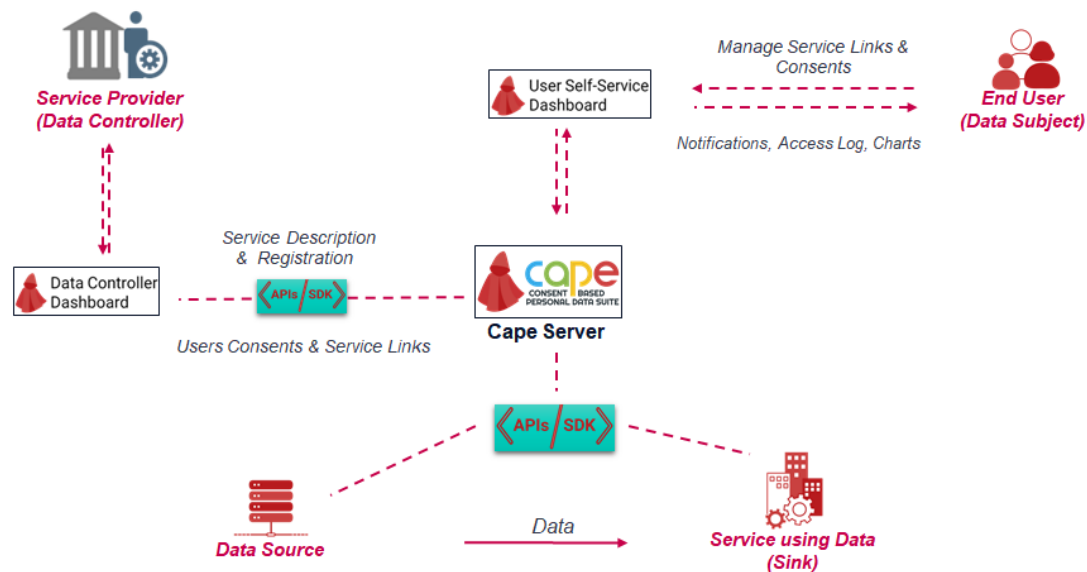 Service Provider
(Data Controller)
User Self-Service
Dashboard
Manage Service Links &
Consents
Notifications, Access Log, Charts
End User
(Data Subject)
Data Controller
Dashboard
Service Description
& Registration
<APIs/SDK>
Users Consents & Service Links
cape
CONSENT BASED
PERSONAL DATA SUITE
Cape Server
<APIs/SDK>
Data Source
Data
Service using Data
(Sink)